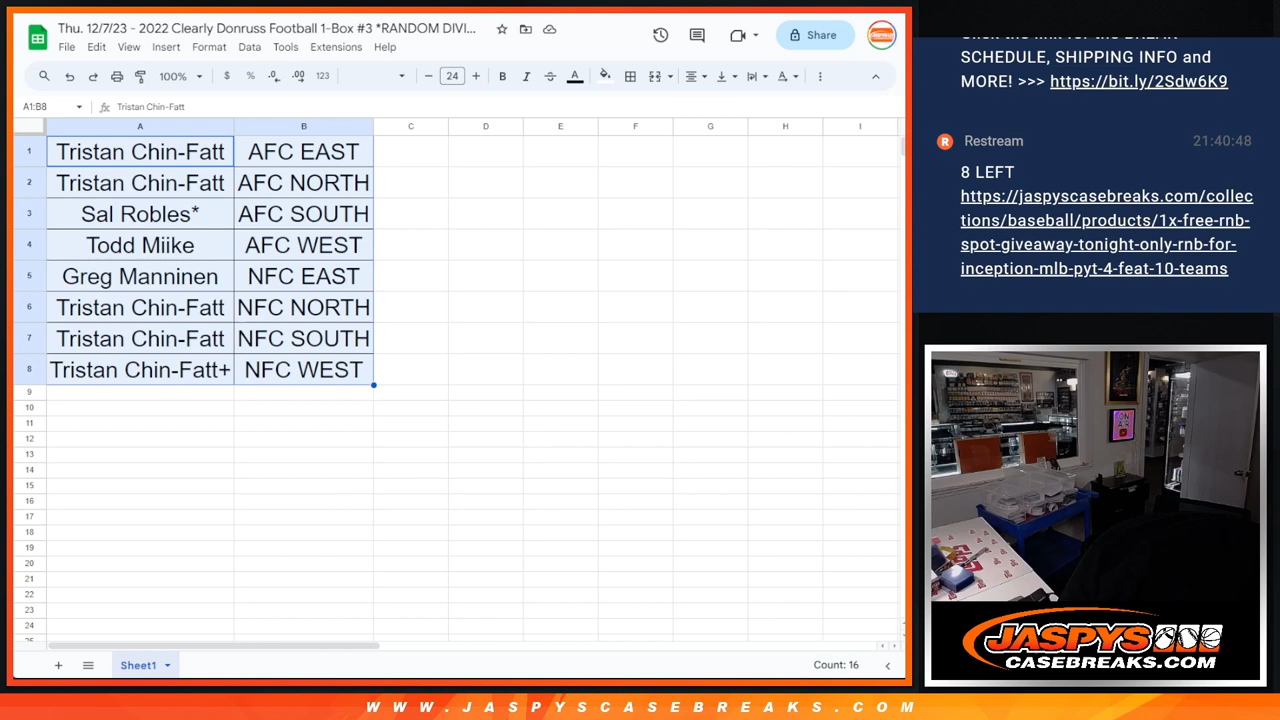 Thu. 12/7/23 - 2022 Clearly Donruss Football 1-Box #3 *RANDOM DIVI...
Share
File Edit View Insert Format Data Tools Extensions Help
100% $ % .0 .00 123 24 B I A
A1:B8 Tristan Chin-Fatt
A B C D E F G H I
1 Tristan Chin-Fatt AFC EAST
2 Tristan Chin-Fatt AFC NORTH
3 Sal Robles* AFC SOUTH
4 Todd Miike AFC WEST
5 Greg Manninen NFC EAST
6 Tristan Chin-Fatt NFC NORTH
7 Tristan Chin-Fatt NFC SOUTH
8 Tristan Chin-Fatt+ NFC WEST
9
10
11
12
13
14
15
16
17
18
19
20
21
22
23
24
Sheet1
Count: 16
SCHEDULE, SHIPPING INFO and
MORE! >>> https://bit.ly/2Sdw6K9
Restream 21:40:48
8 LEFT
https://jaspyscasebreaks.com/collec
tions/baseball/products/1x-free-rnb-
spot-giveaway-tonight-only-rnb-for-
inception-mlb-pyt-4-feat-10-teams
ON
AIR
JASPYS
CASEBREAKS.COM
WWW.JASPYSCASEBREAKS.COM